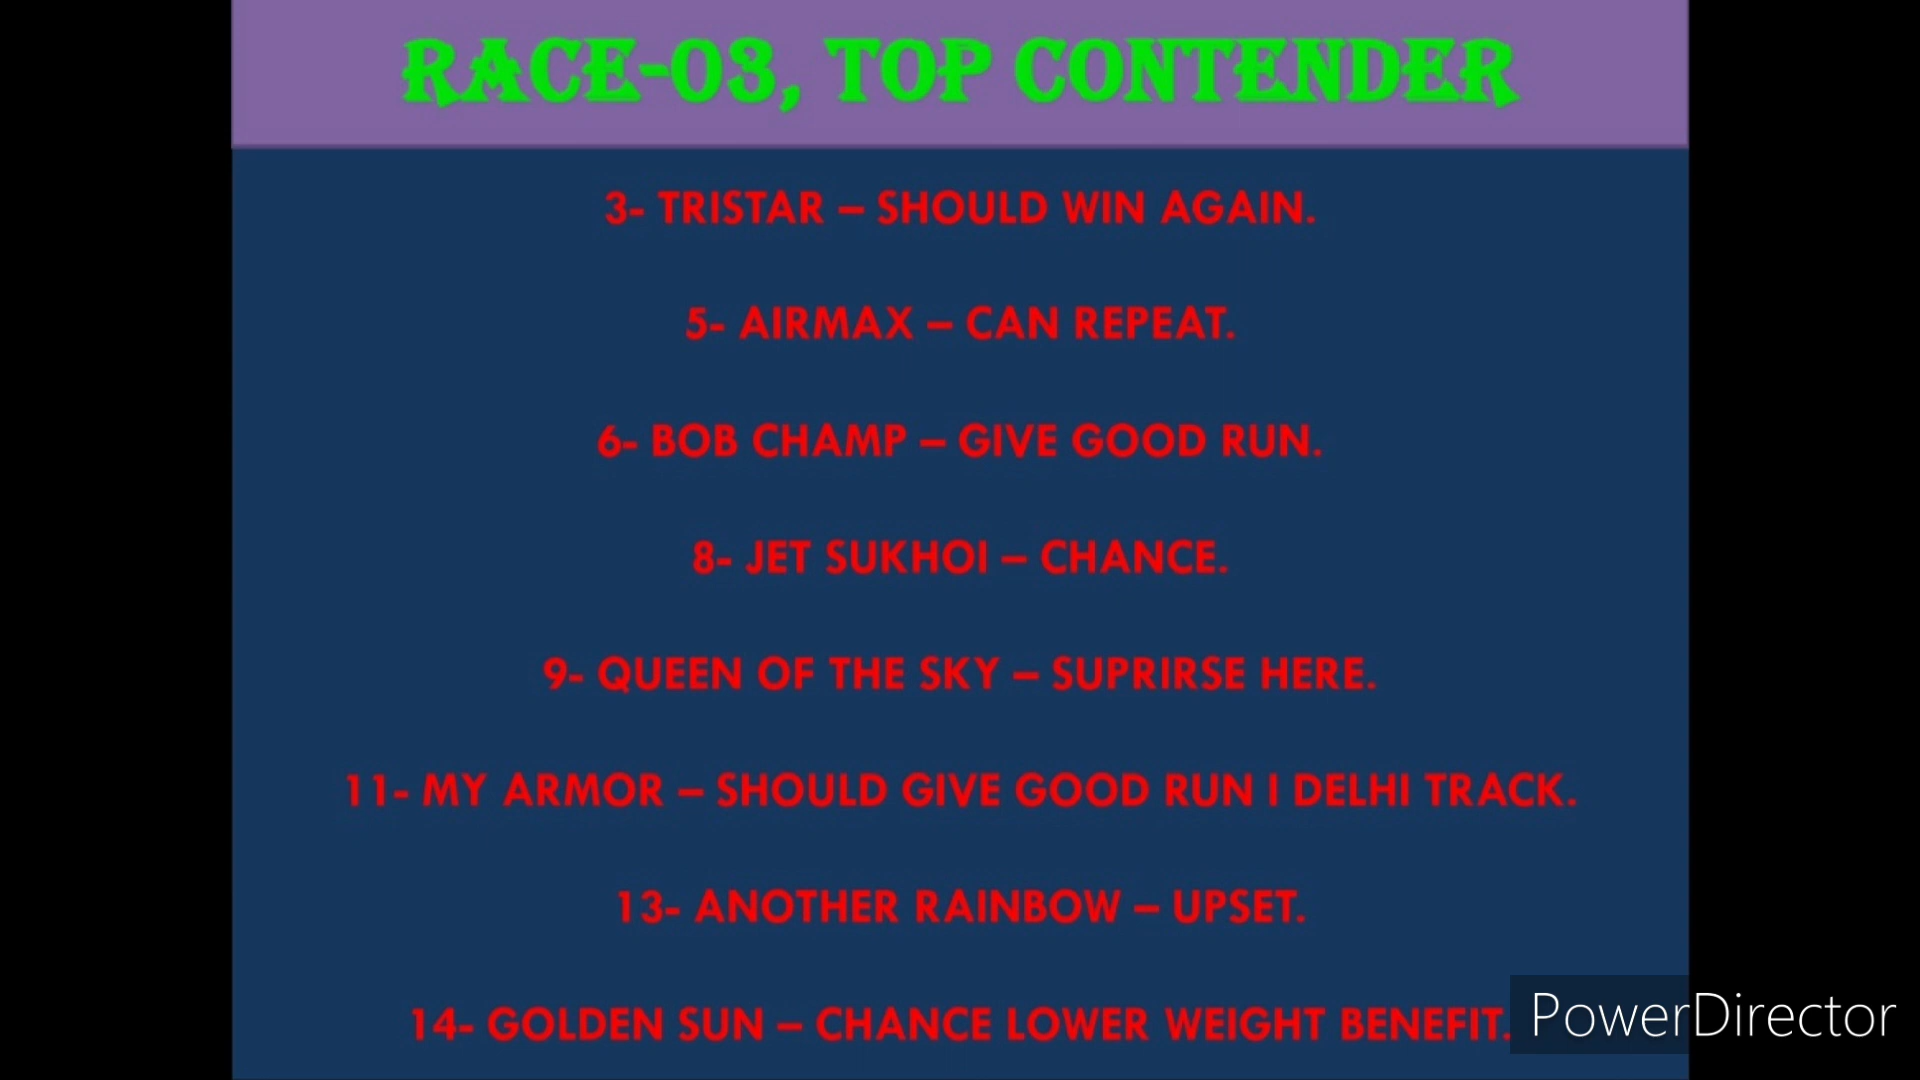 RACE-03, TOP CONTENDER
3- TRISTAR – SHOULD WIN AGAIN.
5- AIRMAX – CAN REPEAT.
6- BOB CHAMP – GIVE GOOD RUN.
8- JET SUKHOI – CHANCE.
9- QUEEN OF THE SKY – SUPRIRSE HERE.
11- MY ARMOR – SHOULD GIVE GOOD RUN I DELHI TRACK.
13- ANOTHER RAINBOW – UPSET.
14- GOLDEN SUN – CHANCE LOWER WEIGHT BENEFIT.
PowerDirector